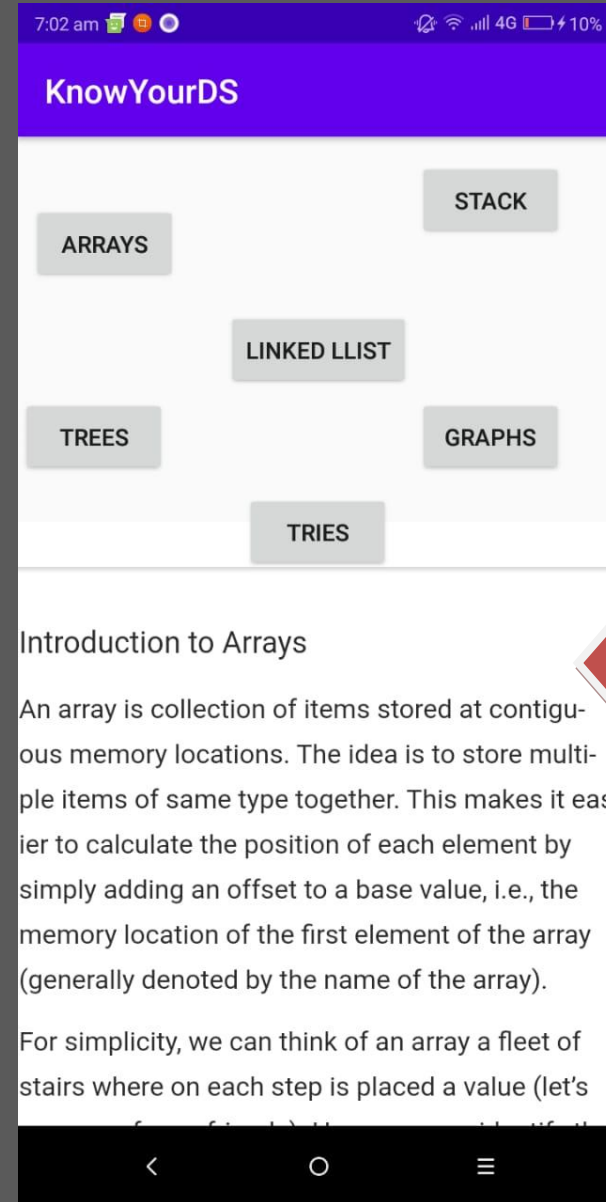 7:02 am 4G 10%
KnowYourDS
STACK
ARRAYS
LINKED LLIST
TREES
GRAPHS
TRIES
Introduction to Arrays
An array is collection of items stored at contigu-
ous memory locations. The idea is to store multi-
ple items of same type together. This makes it eas
ier to calculate the position of each element by
simply adding an offset to a base value, i.e., the
memory location of the first element of the array
(generally denoted by the name of the array).
For simplicity, we can think of an array a fleet of
stairs where on each step is placed a value (let’s